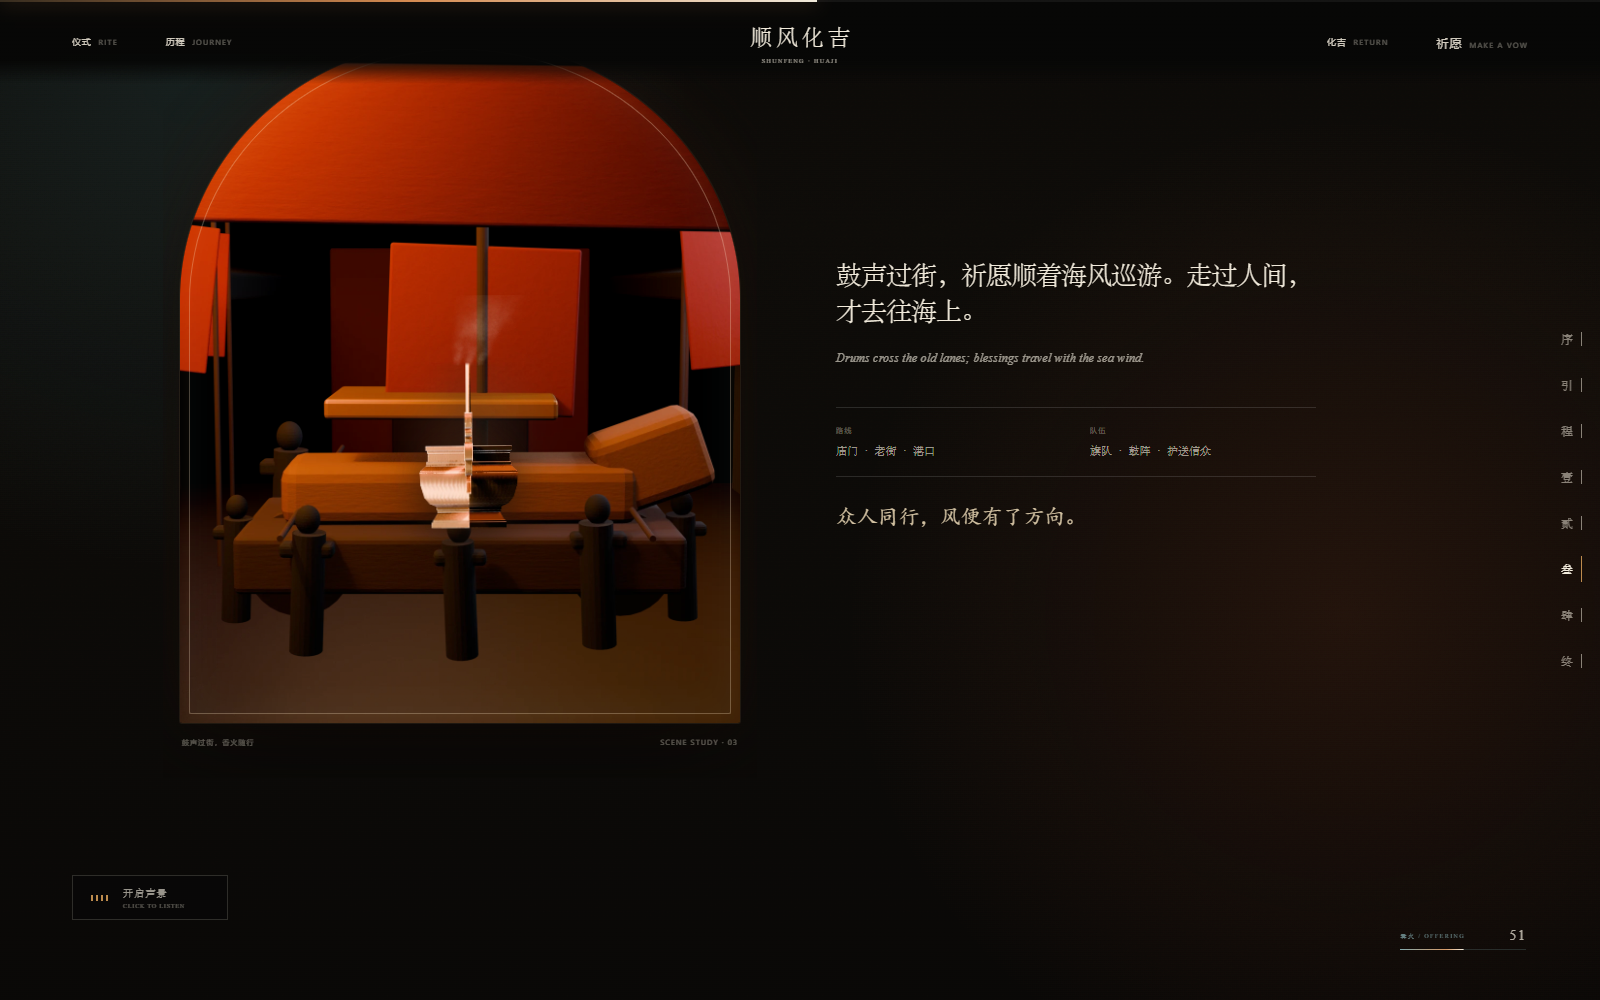 仪式 RITE
历程 JOURNEY
顺风化吉
SHUNFENG · HUAJI
化吉 RETURN
祈愿 MAKE A VOW
鼓声过街，祈愿顺着海风巡游。走过人间，
才去往海上。
Drums cross the old lanes; blessings travel with the sea wind.
路线
庙门 · 老街 · 港口
队伍
旗队 · 鼓阵 · 护送信众
众人同行，风便有了方向。
序
引
程
壹
贰
叁
肆
终
鼓声过街，香火随行
SCENE STUDY · 03
开启声景
CLICK TO LISTEN
/ OFFERING
51